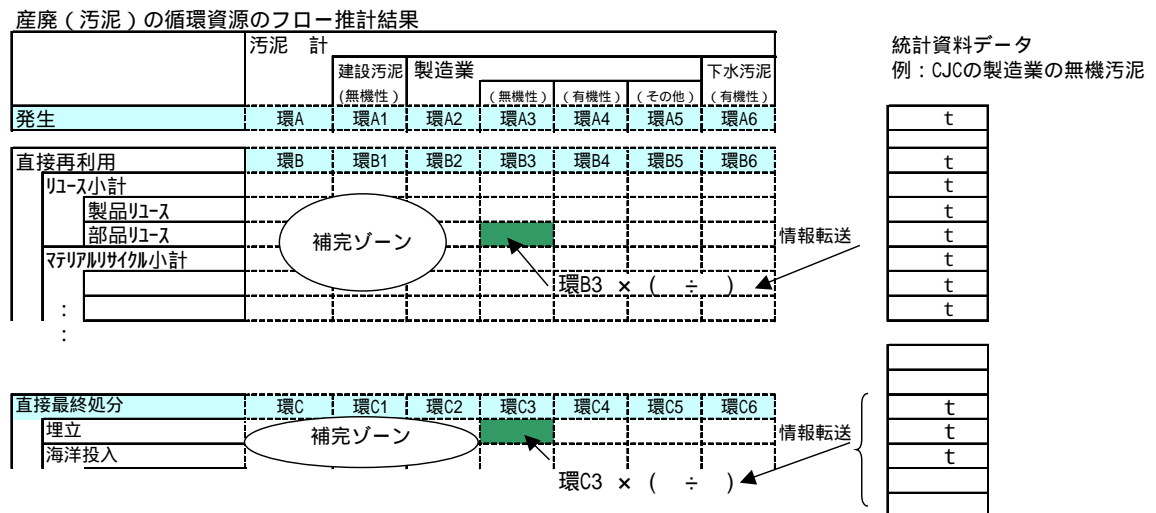 産廃（汚泥）の循環資源のフロー推計結果
汚泥　計
統計資料データ
建設汚泥 製造業 下水汚泥
例：CJCの製造業の無機汚泥
（無機性） （無機性） （有機性） （その他） （有機性）
発生 環A 環A1 環A2 環A3 環A4 環A5 環A6 t
直接再利用 環B 環B1 環B2 環B3 環B4 環B5 環B6 t
ﾘﾕｰｽ小計 t
製品ﾘﾕｰｽ t
部品ﾘﾕｰｽ 補完ゾーン 情報転送 t
ﾏﾃﾘｱﾙﾘｻｲｸﾙ小計 t
環B3 × （　÷　） t
： t
：
直接最終処分 環C 環C1 環C2 環C3 環C4 環C5 環C6 t
埋立 補完ゾーン 情報転送 t
海洋投入 t
環C3 × （　÷　）